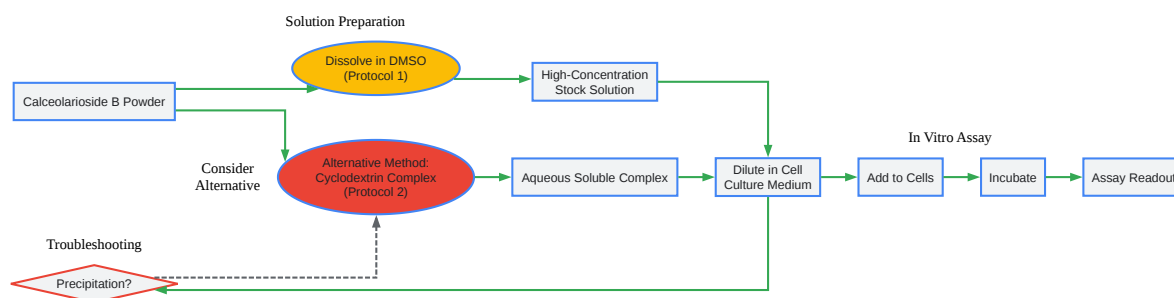 Solution Preparation
Dissolve in DMSO
(Protocol 1)
High-Concentration
Stock Solution
Calceolarioside B Powder
Consider
Alternative
Alternative Method:
Cyclodextrin Complex
(Protocol 2)
Aqueous Soluble Complex
Dilute in Cell
Culture Medium
In Vitro Assay
Add to Cells
Incubate
Assay Readout
Troubleshooting
Precipitation?